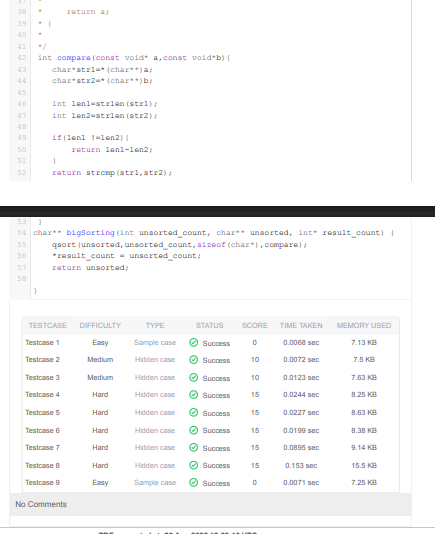 38 *     return a;
39 * }
40 *
41 */
42 int compare(const void* a,const void*b){
43     char*str1=*(char**)a;
44     char*str2=*(char**)b;
45
46     int len1=strlen(str1);
47     int len2=strlen(str2);
48
49     if(len1 !=len2){
50         return len1-len2;
51     }
52     return strcmp(str1,str2);
53 }
54 char** bigSorting(int unsorted_count, char** unsorted, int* result_count) {
55     qsort(unsorted,unsorted_count,sizeof(char*),compare);
56     *result_count = unsorted_count;
57     return unsorted;
58
}
TESTCASE DIFFICULTY TYPE STATUS SCORE TIME TAKEN MEMORY USED
Testcase 1 Easy Sample case Success 0 0.0068 sec 7.13 KB
Testcase 2 Medium Hidden case Success 10 0.0072 sec 7.5 KB
Testcase 3 Medium Hidden case Success 10 0.0123 sec 7.63 KB
Testcase 4 Hard Hidden case Success 15 0.0244 sec 8.25 KB
Testcase 5 Hard Hidden case Success 15 0.0227 sec 8.63 KB
Testcase 6 Hard Hidden case Success 15 0.0199 sec 8.38 KB
Testcase 7 Hard Hidden case Success 15 0.0895 sec 9.14 KB
Testcase 8 Hard Hidden case Success 15 0.153 sec 15.5 KB
Testcase 9 Easy Sample case Success 0 0.0071 sec 7.25 KB
No Comments